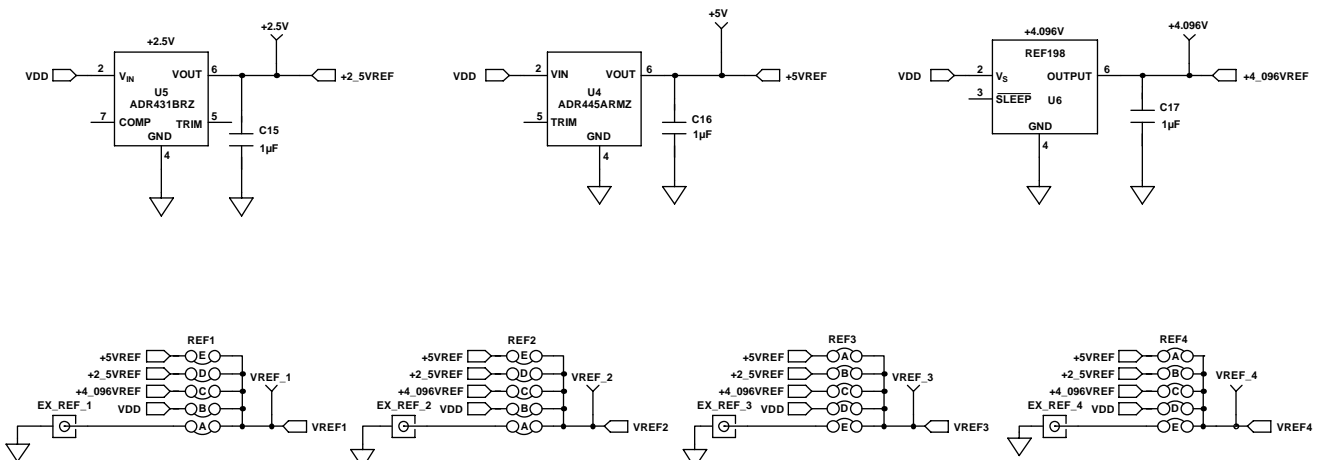 +2.5V
+2.5V
VDD
2
VIN
VOUT
6
+2_5VREF
U5
ADR431BRZ
7
COMP
TRIM
5
GND
4
C15
1µF
+5V
VDD
2
VIN
VOUT
6
+5VREF
U4
ADR445ARMZ
5
TRIM
GND
4
C16
1µF
+4.096V
+4.096V
REF198
VDD
2
VS
OUTPUT
6
+4_096VREF
3
SLEEP
U6
GND
4
C17
1µF
REF1
+5VREF
E
+2_5VREF
D
VREF_1
+4_096VREF
C
EX_REF_1
VDD
B
A
VREF1
REF2
+5VREF
E
+2_5VREF
D
VREF_2
+4_096VREF
C
EX_REF_2
VDD
B
A
VREF2
REF3
+5VREF
A
+2_5VREF
B
VREF_3
+4_096VREF
C
EX_REF_3
VDD
D
E
VREF3
REF4
+5VREF
A
+2_5VREF
B
VREF_4
+4_096VREF
C
EX_REF_4
VDD
D
E
VREF4